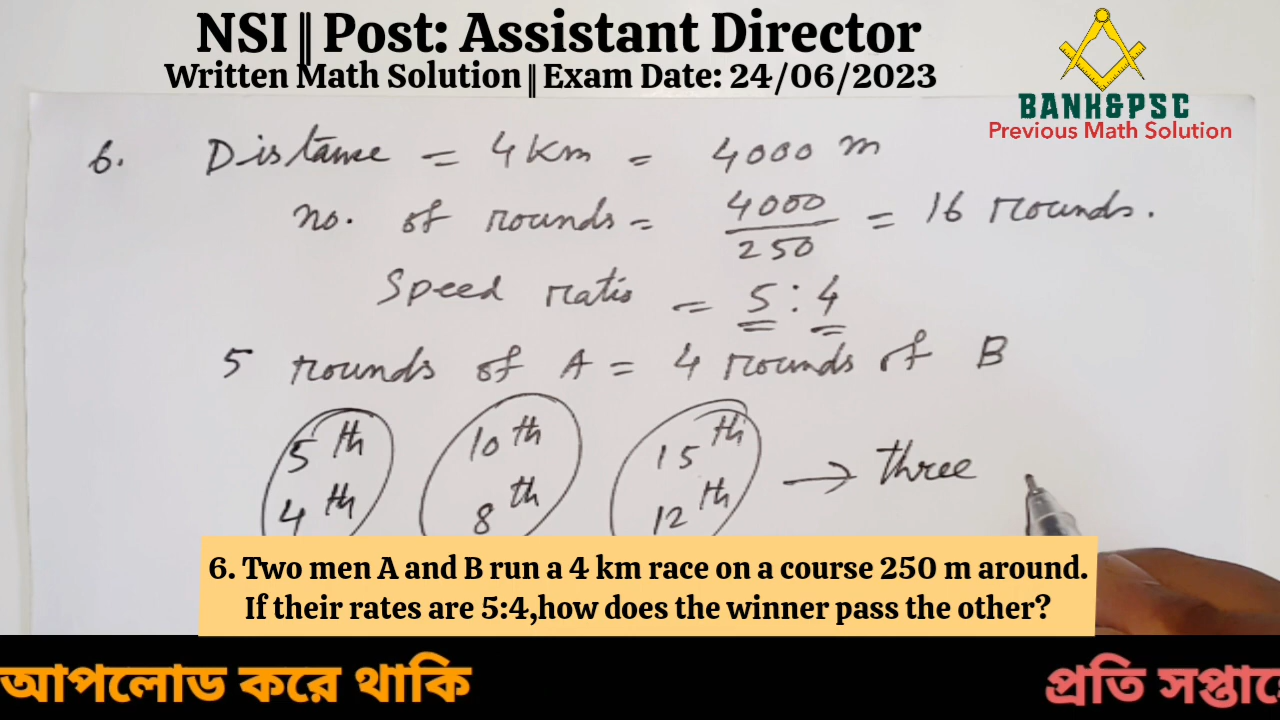 NSI || Post: Assistant Director
Written Math Solution || Exam Date: 24/06/2023
BANK&PSC
Previous Math Solution
6. Distance = 4 Km = 4000 m
no. of rounds = 4000/250 = 16 rounds.
Speed ratio = 5:4
5 rounds of A = 4 rounds of B
5th 10th 15th → three
4th 8th 12th
6. Two men A and B run a 4 km race on a course 250 m around.
If their rates are 5:4,how does the winner pass the other?
আপলোড করে থাকি প্রতি